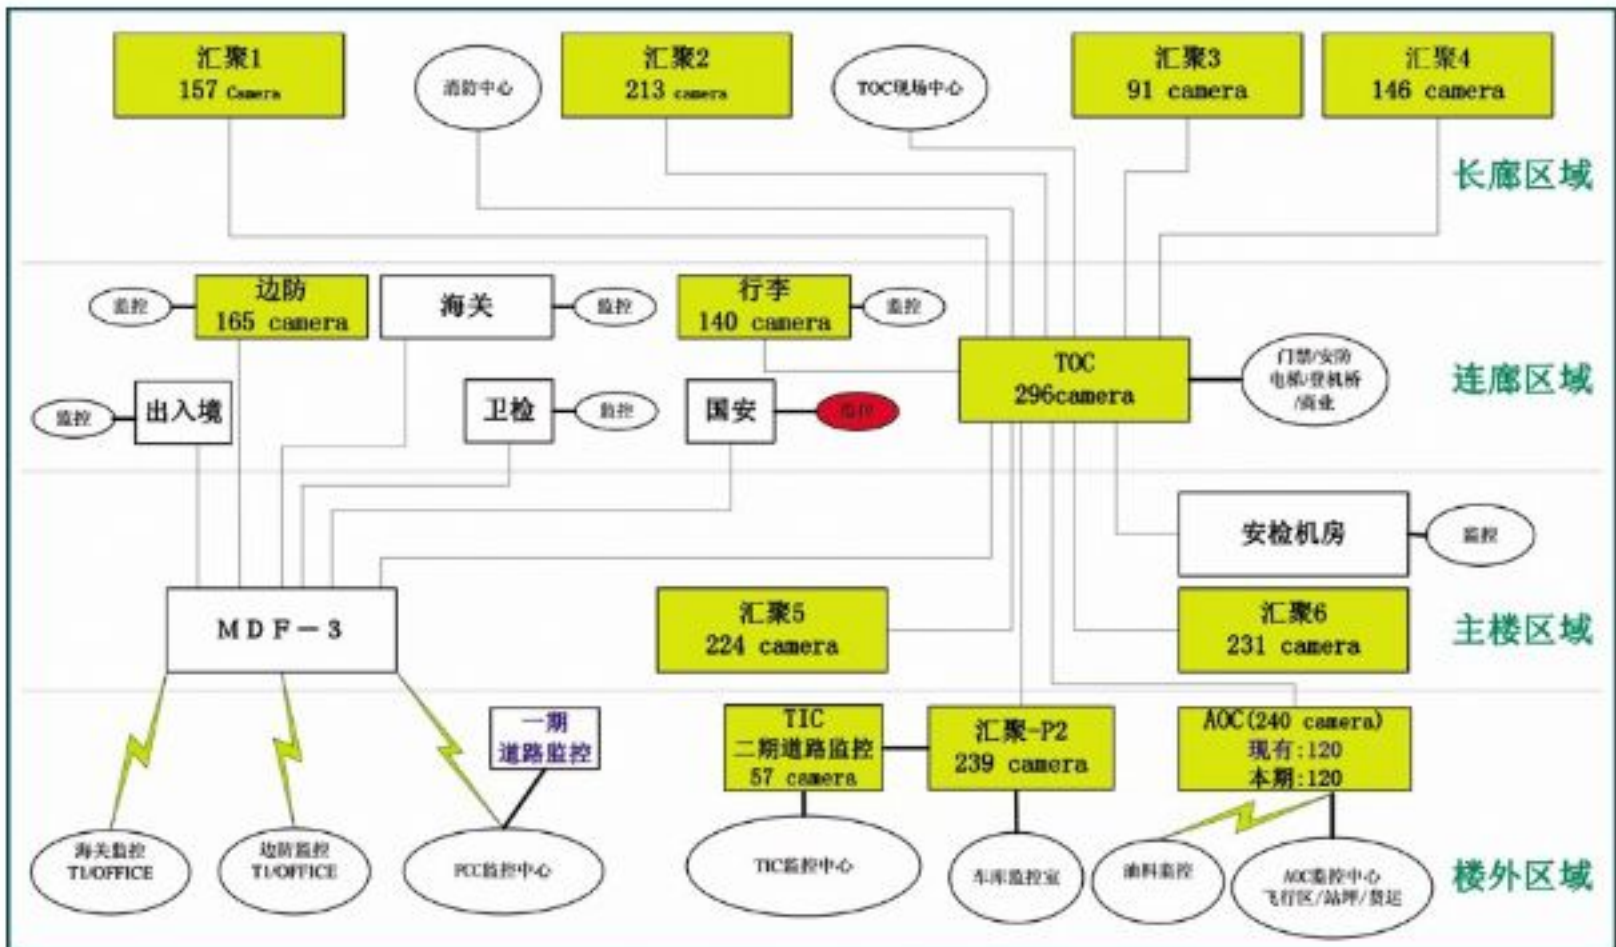 汇聚1
157 Camera
消防中心
汇聚2
213 camera
TOC现场中心
汇聚3
91 camera
汇聚4
146 camera
长廊区域
监控
边防
165 camera
海关
监控
行李
140 camera
监控
TOC
296camera
门禁/安防
电梯/登机桥
/商业
连廊区域
监控
出入境
卫检
监控
国安
监控
安检机房
监控
MDF-3
汇聚5
224 camera
汇聚6
231 camera
主楼区域
一期
道路监控
TIC
二期道路监控
57 camera
汇聚-P2
239 camera
AOC(240 camera)
现有:120
本期:120
海关监控
T1/OFFICE
边防监控
T1/OFFICE
FCC监控中心
TIC监控中心
车库监控室
油料监控
AOC监控中心
飞行区/站坪/货运
楼外区域